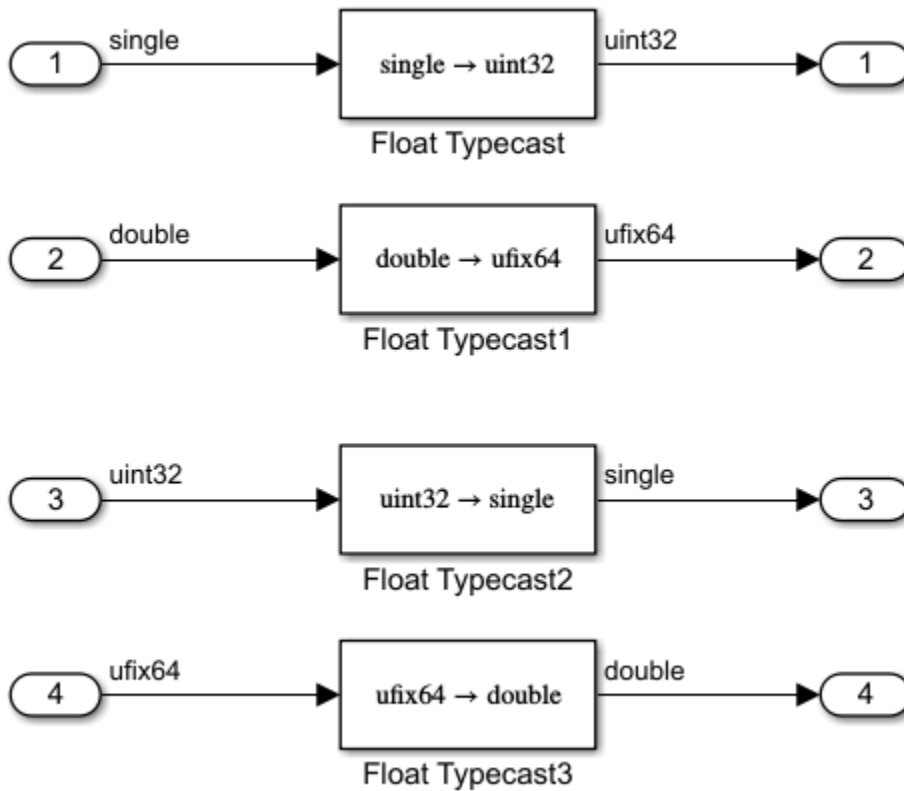 single
uint32
1
single → uint32
1
Float Typecast
double
ufix64
2
double → ufix64
2
Float Typecast1
uint32
single
3
uint32 → single
3
Float Typecast2
ufix64
double
4
ufix64 → double
4
Float Typecast3